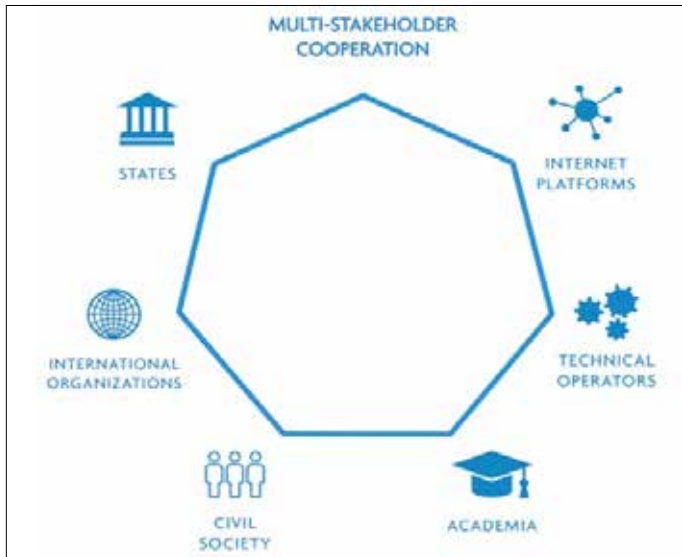 MULTI-STAKEHOLDER
COOPERATION
STATES
INTERNET
PLATFORMS
INTERNATIONAL
ORGANIZATIONS
TECHNICAL
OPERATORS
CIVIL
SOCIETY
ACADEMIA